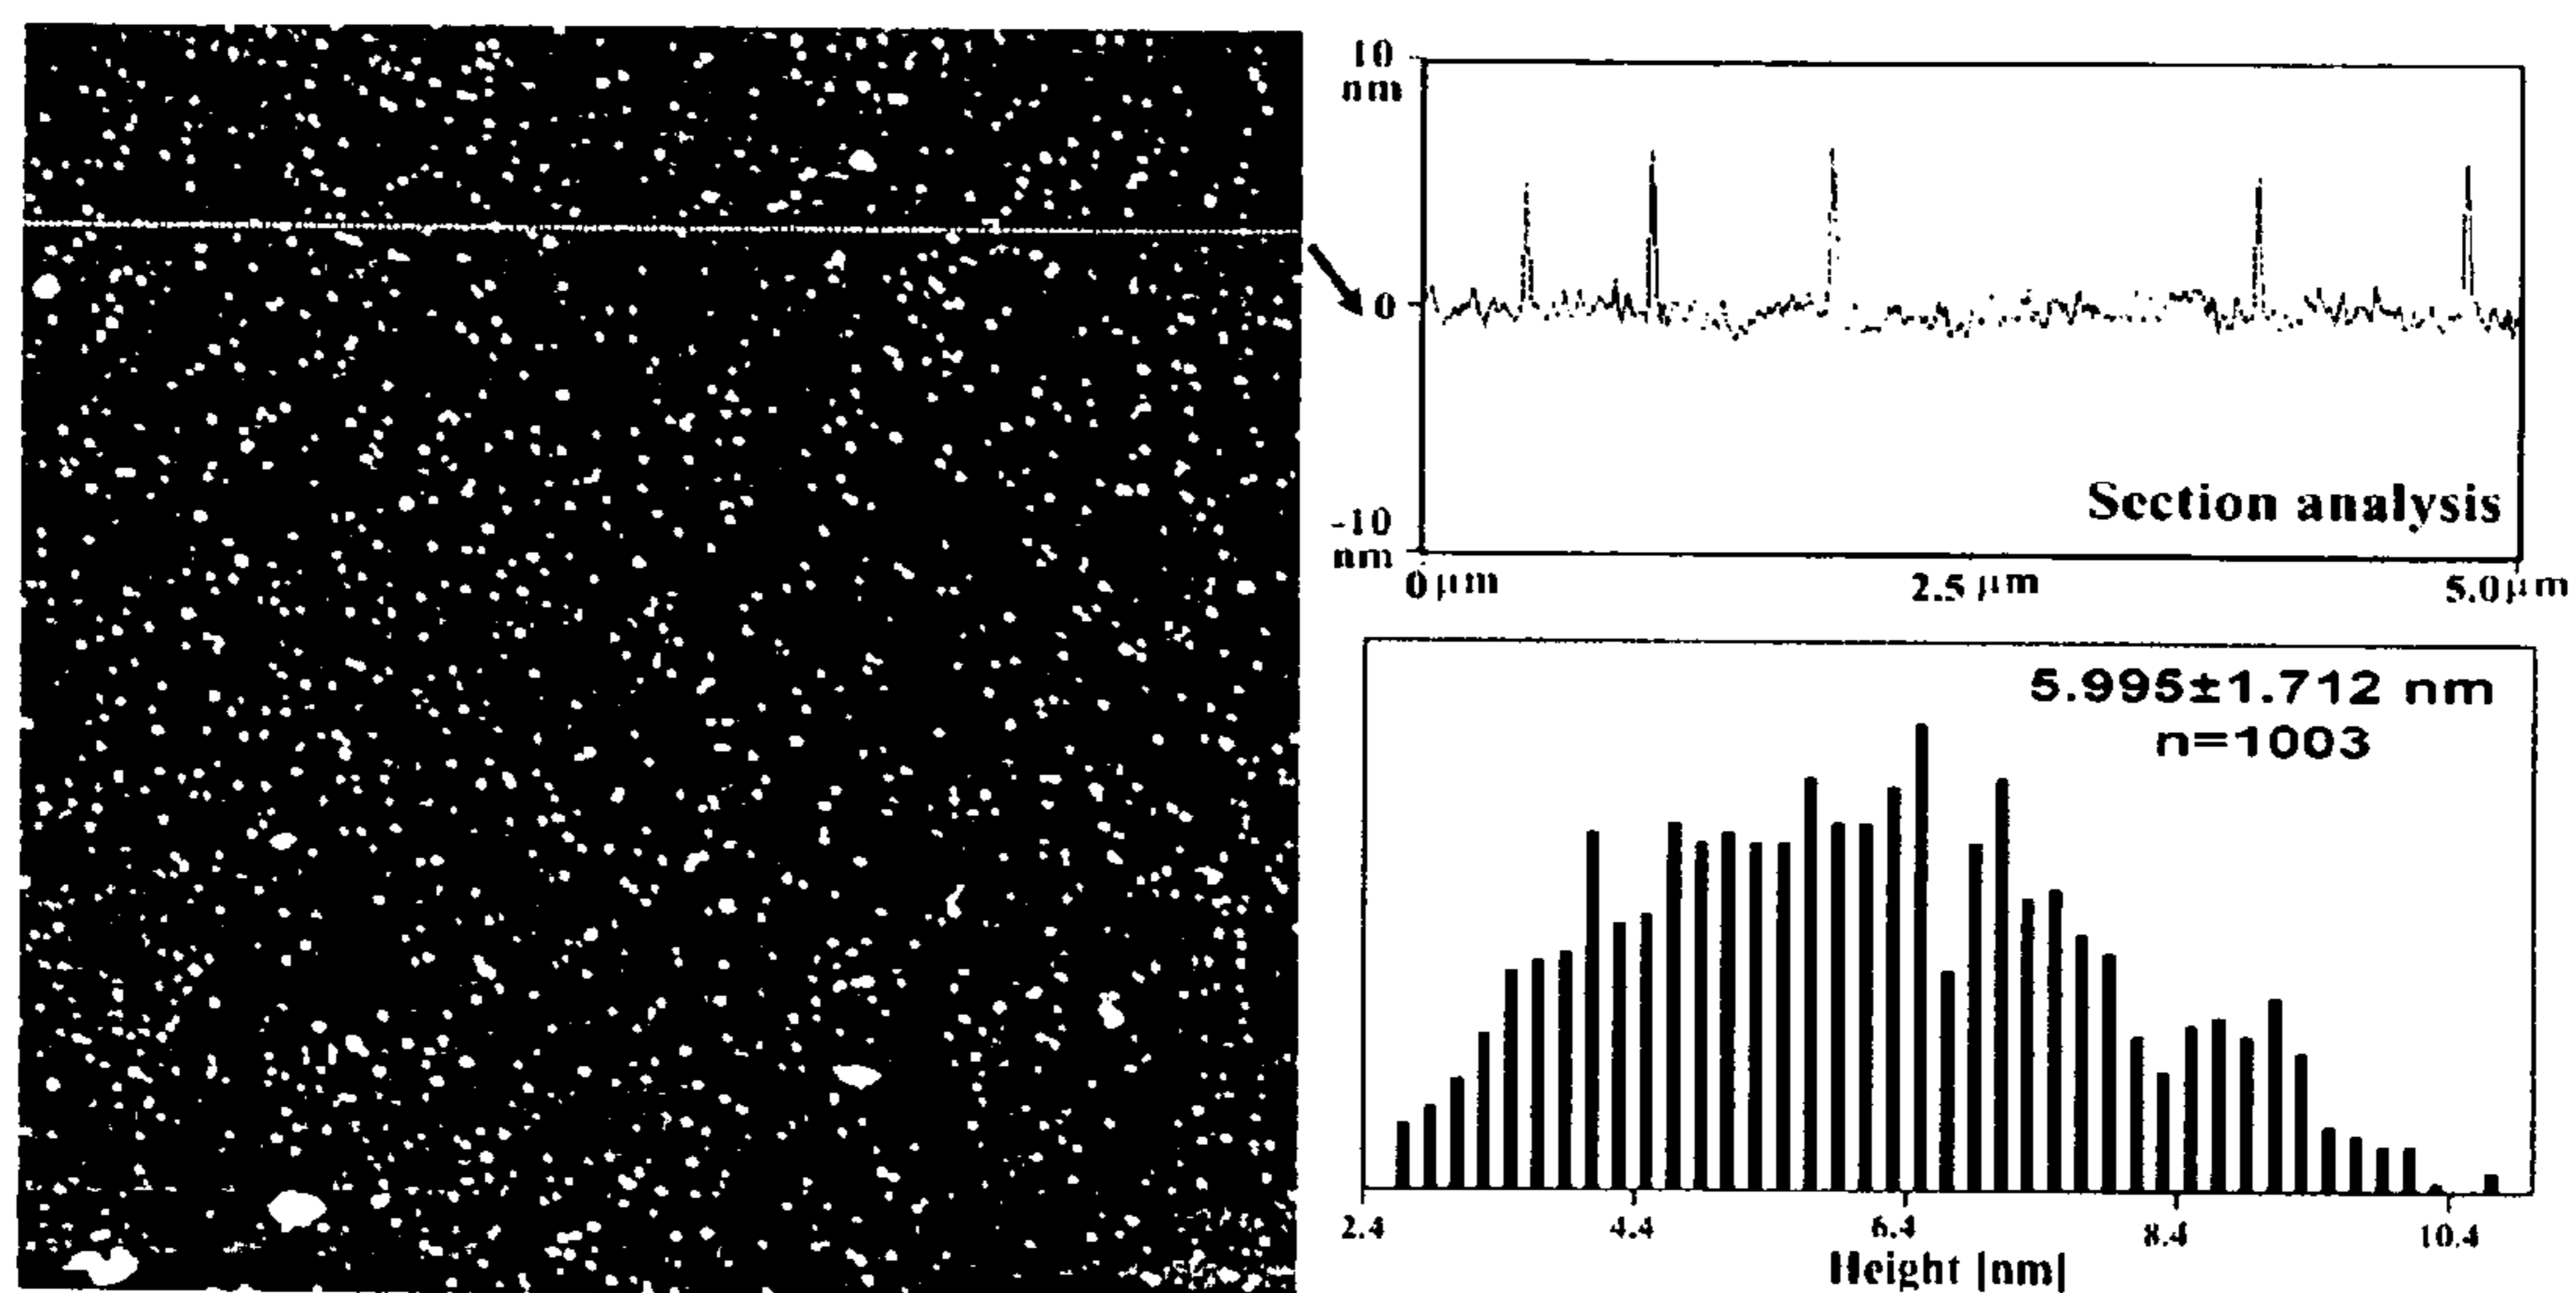 10
nm
0
-10
nm
Section analysis
0 µm
2.5 µm
5.0 µm
5.995±1.712 nm
n=1003
2.4
4.4
6.4
8.4
10.4
Height [nm]